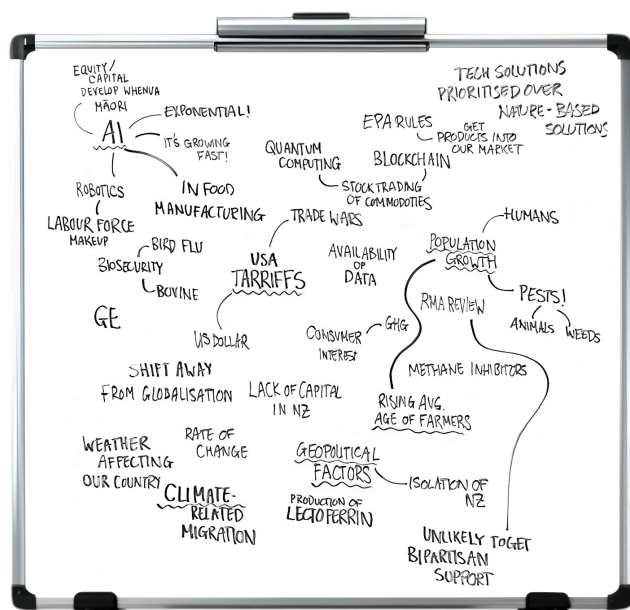 EQUITY/
CAPITAL
DEVELOP WHENUA
MĀORI
AI
EXPONENTIAL!
IT'S GROWING
FAST!
ROBOTICS
LABOUR FORCE
MAKEUP
IN FOOD
MANUFACTURING
TECH SOLUTIONS
PRIORITISED OVER
NATURE-BASED
SOLUTIONS
EPA RULES
GET
PRODUCTS INTO
OUR MARKET
QUANTUM
COMPUTING
BLOCKCHAIN
STOCK TRADING
OF COMMODOTIES
TRADE WARS
USA
TARRIFFS
US DOLLAR
BIRD FLU
BIOSECURITY
BOVINE
GE
AVAILABILITY
OF
DATA
HUMANS
POPULATION
GROWTH
PESTS!
ANIMALS
WEEDS
RMA REVIEW
GHG
CONSUMER
INTEREST
METHANE INHIBITORS
SHIFT AWAY
FROM GLOBALISATION
LACK OF CAPITAL
IN NZ
RISING AVG.
AGE OF FARMERS
WEATHER
AFFECTING
OUR COUNTRY
RATE OF
CHANGE
CLIMATE-
RELATED
MIGRATION
GEOPOLITICAL
FACTORS
ISOLATION OF
NZ
PRODUCTION OF
LECTOFERRIN
UNLIKELY TO GET
BIPARTISAN
SUPPORT